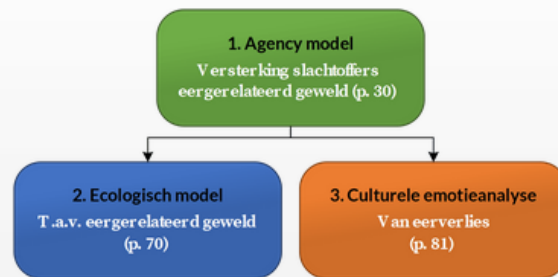 1. Agency model
Versterking slachtoffers
eergerelateerd geweld (p. 30)
2. Ecologisch model
T.a.v. eergerelateerd geweld
(p. 70)
3. Culturele emotieanalyse
Van eerverlies
(p. 81)